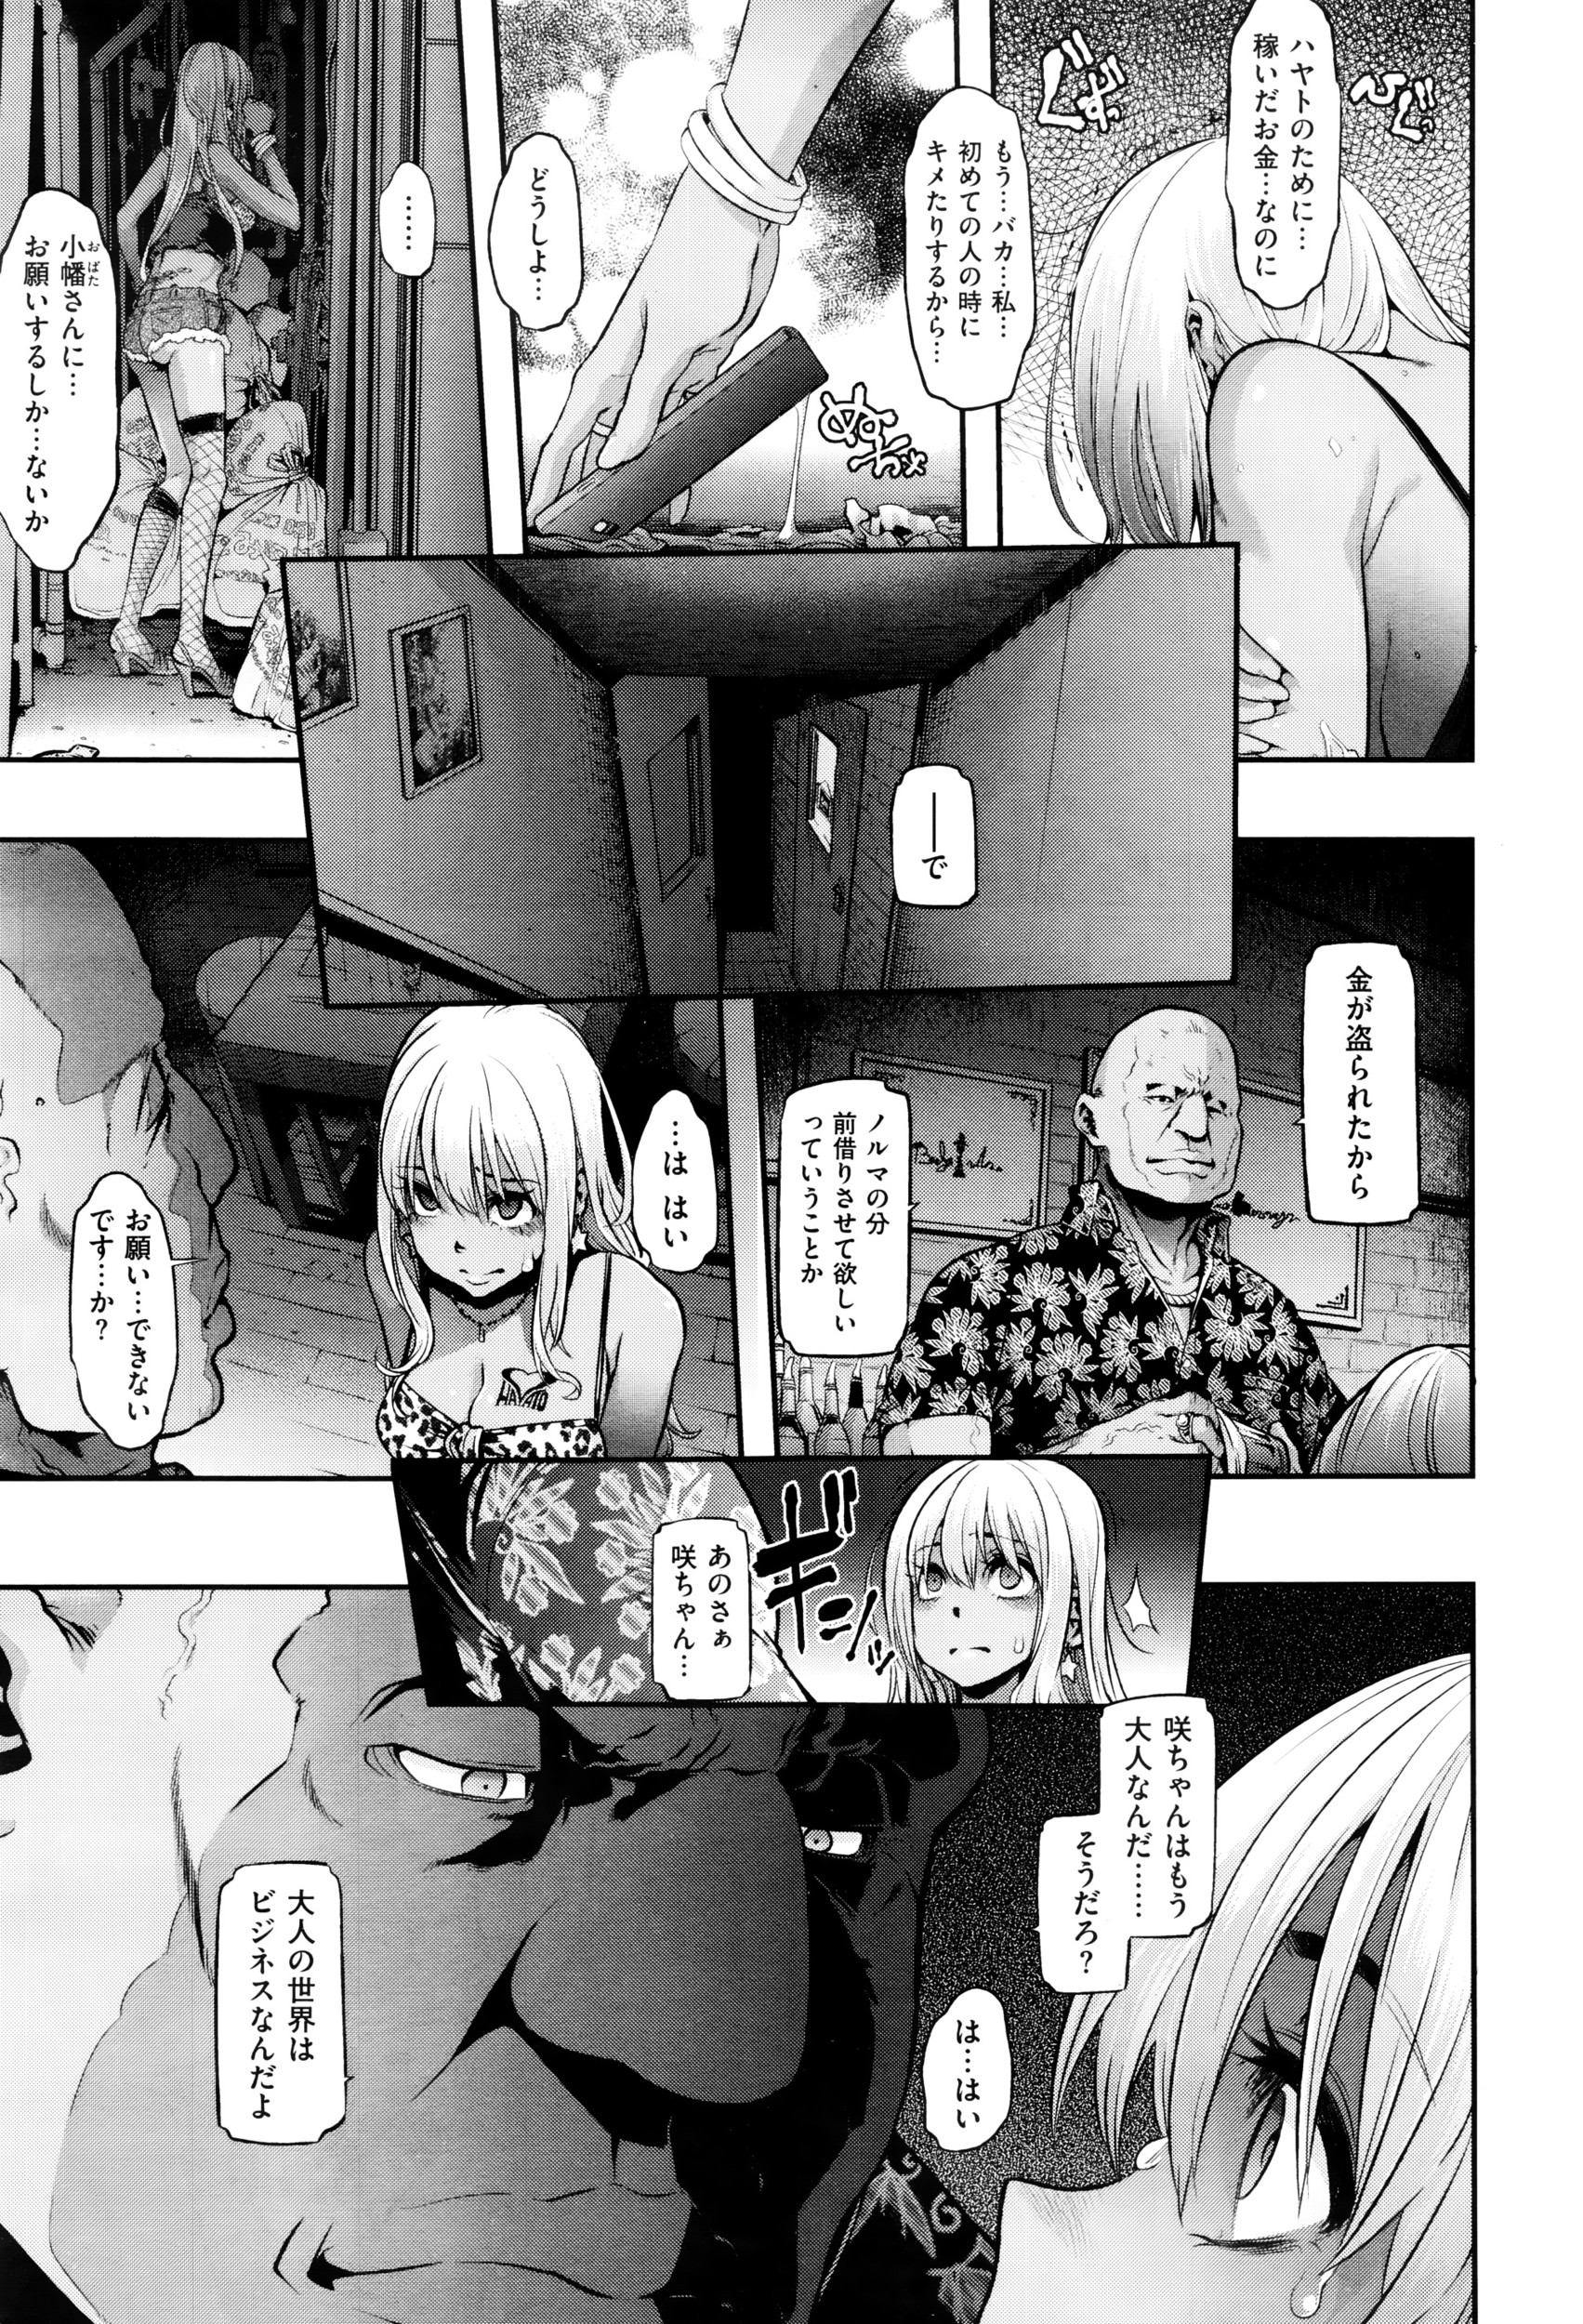 ハヤトのために…
稼いだお金…なのに
ひぐっ
ぐすっ
もう…バカ…私…
初めての人の時に
キメたりするから…
ぬちゃ
どうしよ…
……
小幡さんに…
おばた
お願いするしか…ないか
──で
金が盗られたから
ノルマの分
前借りさせて欲しい
っていうことか
…は はい
HAYATO
お願い…できない
です…か?
ギシッ
あのさぁ
咲ちゃん…
咲ちゃんはもう
大人なんだ……
そうだろ?
は…はい
大人の世界は
ビジネスなんだよ